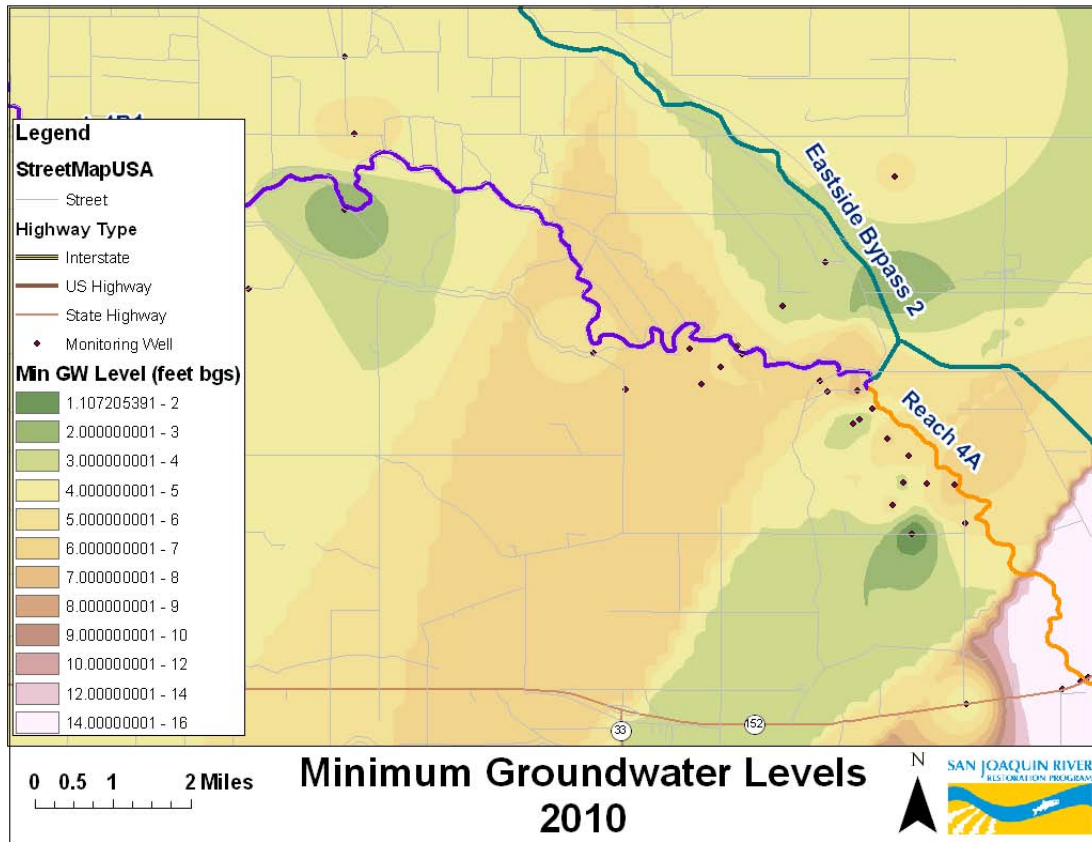 Legend
StreetMapUSA
Street
Highway Type
Interstate
US Highway
State Highway
Monitoring Well
Min GW Level (feet bgs)
1.107205391 - 2
2.000000001 - 3
3.000000001 - 4
4.000000001 - 5
5.000000001 - 6
6.000000001 - 7
7.000000001 - 8
8.000000001 - 9
9.000000001 - 10
10.00000001 - 12
12.00000001 - 14
14.00000001 - 16
Eastside Bypass 2
Reach 4A
33
152
0 0.5 1 2 Miles
Minimum Groundwater Levels
2010
N
SAN JOAQUIN RIVER
RESTORATION PROGRAM